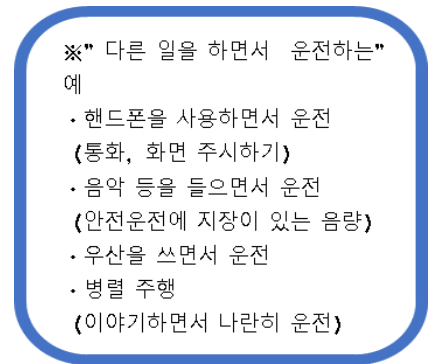 ※" 다른 일을 하면서 운전하는"
예
・핸드폰을 사용하면서 운전
(통화, 화면 주시하기)
・음악 등을 들으면서 운전
(안전운전에 지장이 있는 음량)
・우산을 쓰면서 운전
・병렬 주행
(이야기하면서 나란히 운전)